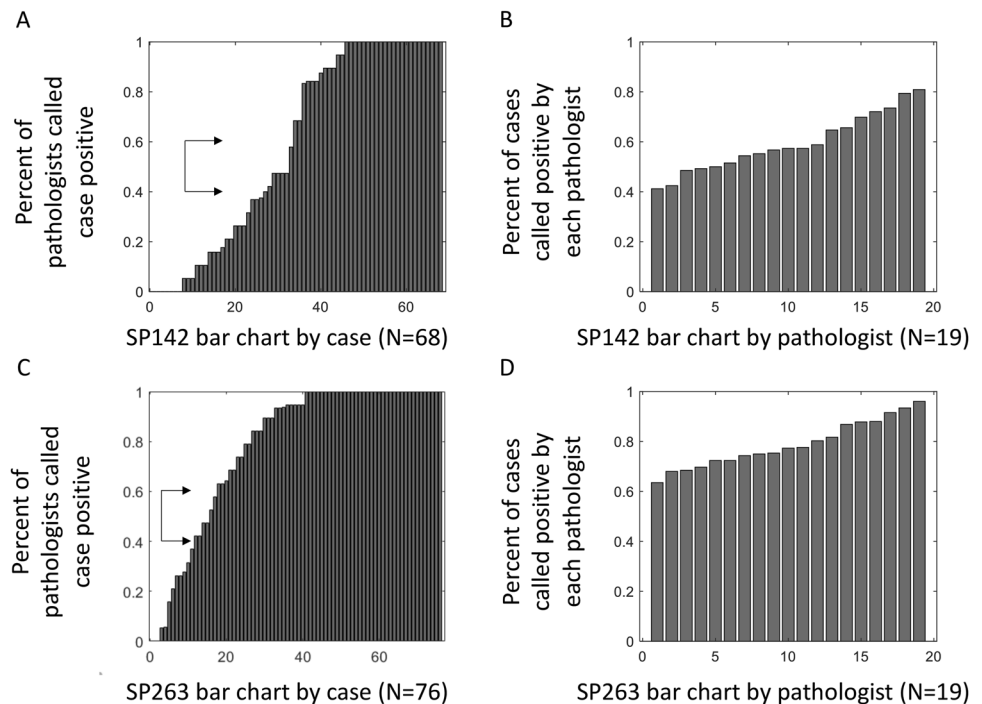 A
Percent of
pathologists called
case positive
1
0.8
0.6
0.4
0.2
0
0 20 40 60
SP142 bar chart by case (N=68)
B
Percent of cases
called positive by
each pathologist
1
0.8
0.6
0.4
0.2
0
0 5 10 15 20
SP142 bar chart by pathologist (N=19)
C
Percent of
pathologists called
case positive
1
0.8
0.6
0.4
0.2
0
0 20 40 60
SP263 bar chart by case (N=76)
D
Percent of cases
called positive by
each pathologist
1
0.8
0.6
0.4
0.2
0
0 5 10 15 20
SP263 bar chart by pathologist (N=19)